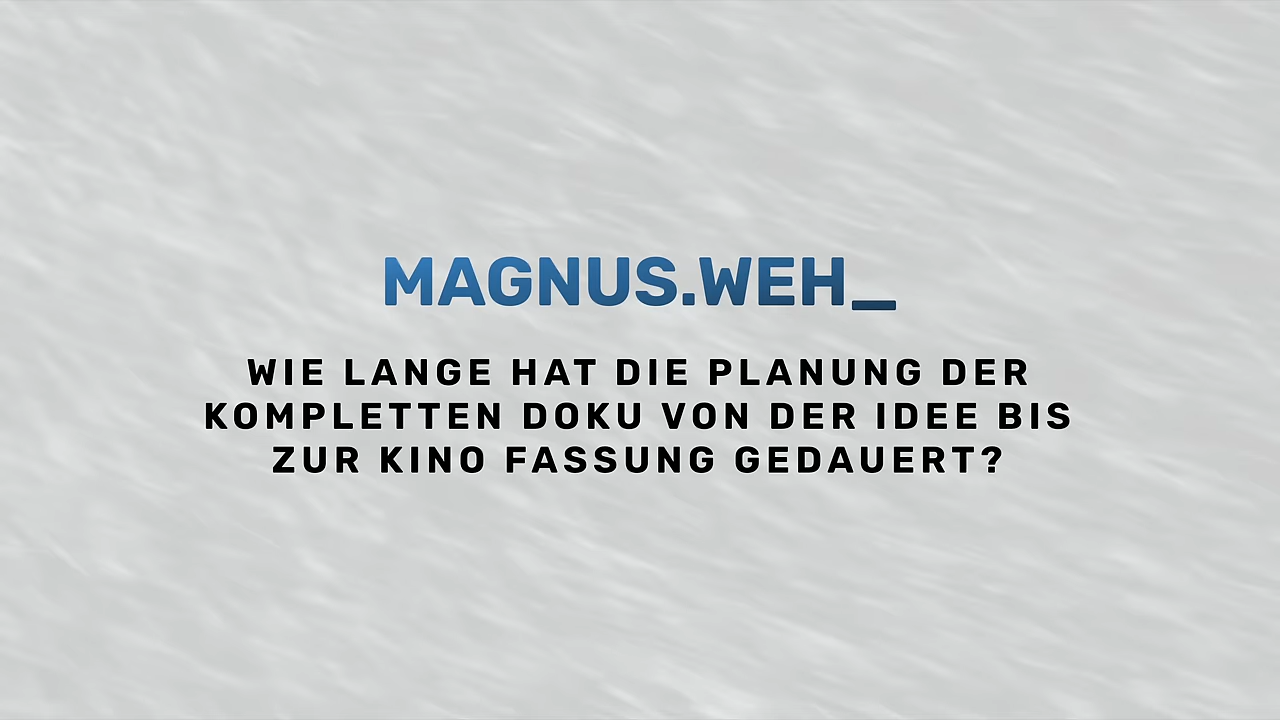 MAGNUS.WEH_
WIE LANGE HAT DIE PLANUNG DER
KOMPLETTEN DOKU VON DER IDEE BIS
ZUR KINO FASSUNG GEDAUERT?